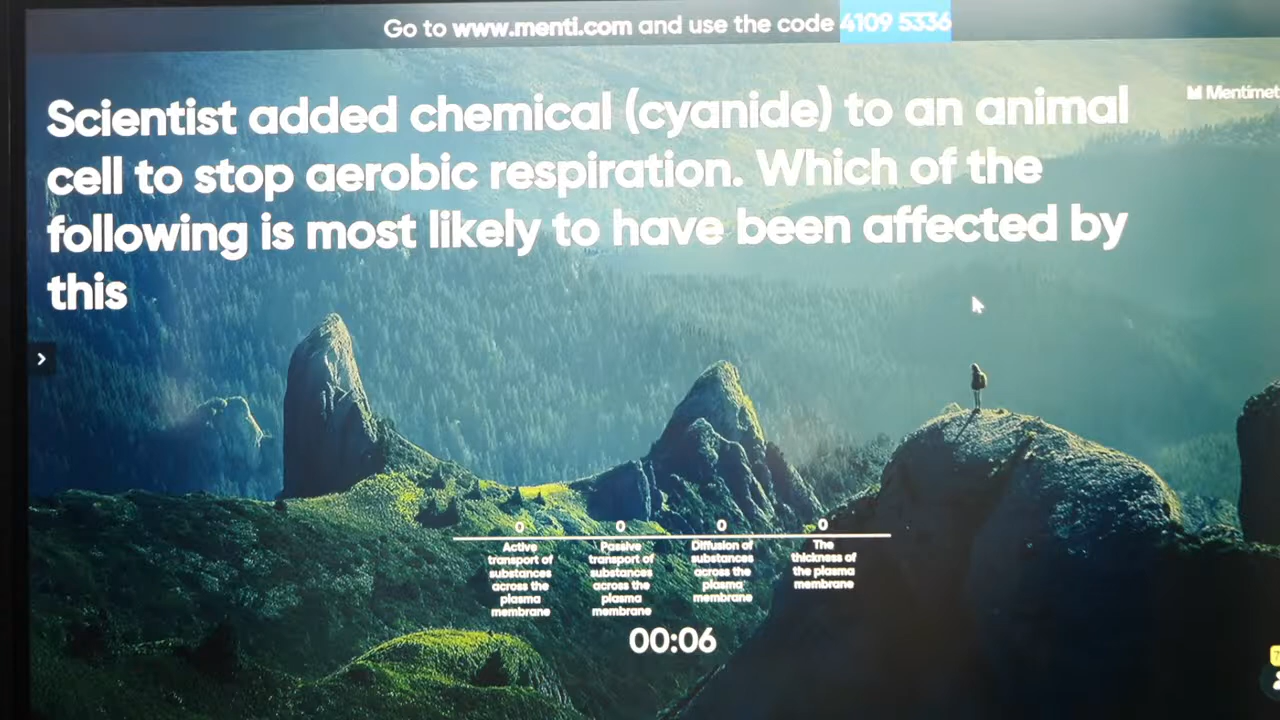 Go to www.menti.com and use the code 4109 5336
Mentimet
Scientist added chemical (cyanide) to an animal
cell to stop aerobic respiration. Which of the
following is most likely to have been affected by
this
0
Active
transport of
substances
across the
plasma
membrane
0
Passive
transport of
substances
across the
plasma
membrane
0
Diffusion of
substances
across the
plasma
membrane
0
The
thickness of
the plasma
membrane
00:06
7